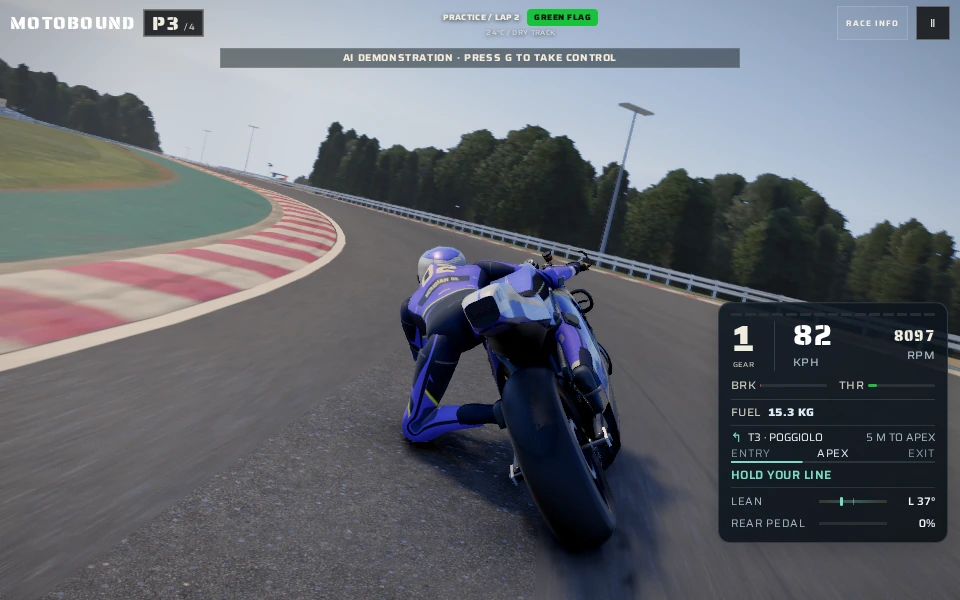 MOTOBOUND P3 /4
PRACTICE / LAP 2 GREEN FLAG
24°C / DRY TRACK
RACE INFO
II
AI DEMONSTRATION · PRESS G TO TAKE CONTROL
1 82 8097
GEAR KPH RPM
BRK THR
FUEL 15.3 KG
↰ T3 · POGGIOLO 5 M TO APEX
ENTRY APEX EXIT
HOLD YOUR LINE
LEAN L 37°
REAR PEDAL 0%